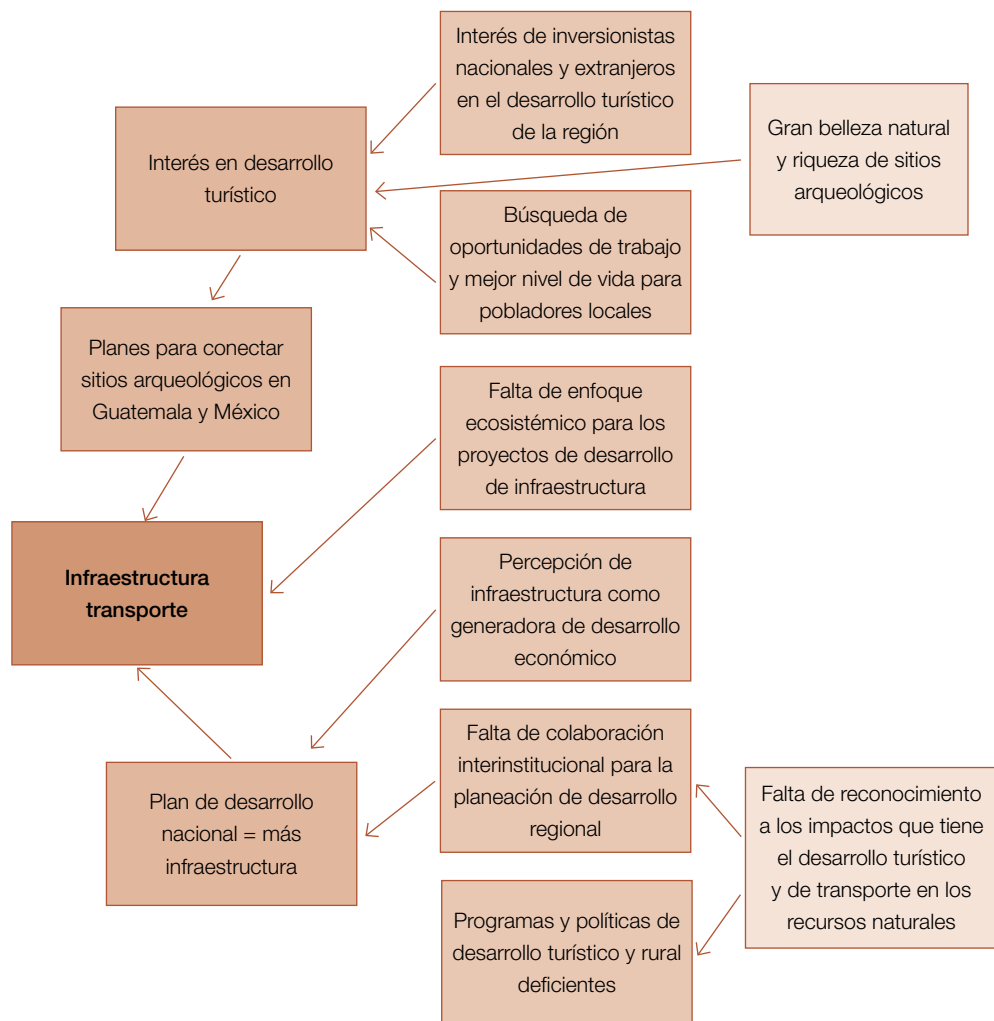 Interés de inversionistas
nacionales y extranjeros
en el desarrollo turístico
de la región
Gran belleza natural
y riqueza de sitios
arqueológicos
Interés en desarrollo
turístico
Búsqueda de
oportunidades de trabajo
y mejor nivel de vida para
pobladores locales
Planes para conectar
sitios arqueológicos en
Guatemala y México
Falta de enfoque
ecosistémico para los
proyectos de desarrollo
de infraestructura
Infraestructura
transporte
Percepción de
infraestructura como
generadora de desarrollo
económico
Falta de colaboración
interinstitucional para la
planeación de desarrollo
regional
Plan de desarrollo
nacional = más
infraestructura
Falta de reconocimiento
a los impactos que tiene
el desarrollo turístico
y de transporte en los
recursos naturales
Programas y políticas de
desarrollo turístico y rural
deficientes